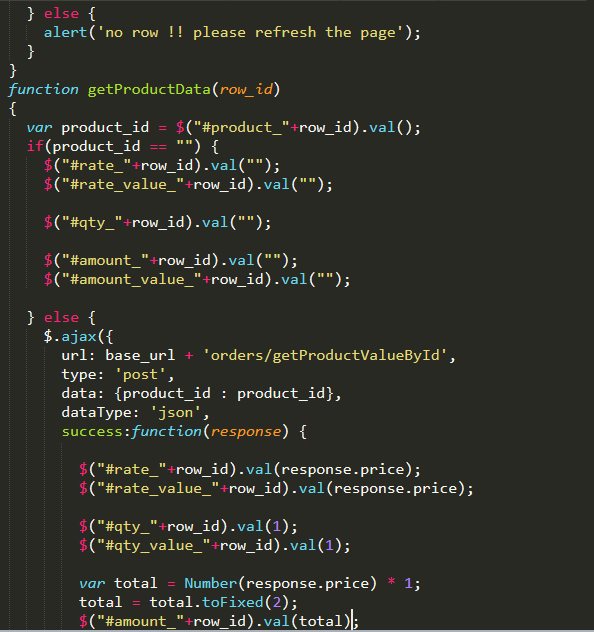 } else {
alert('no row !! please refresh the page');
}
}
function getProductData(row_id)
{
var product_id = $("#product_"+row_id).val();
if(product_id == "") {
$("#rate_"+row_id).val("");
$("#rate_value_"+row_id).val("");
$("#qty_"+row_id).val("");
$("#amount_"+row_id).val("");
$("#amount_value_"+row_id).val("");
} else {
$.ajax({
url: base_url + 'orders/getProductValueById',
type: 'post',
data: {product_id : product_id},
dataType: 'json',
success:function(response) {
$("#rate_"+row_id).val(response.price);
$("#rate_value_"+row_id).val(response.price);
$("#qty_"+row_id).val(1);
$("#qty_value_"+row_id).val(1);
var total = Number(response.price) * 1;
total = total.toFixed(2);
$("#amount_"+row_id).val(total);